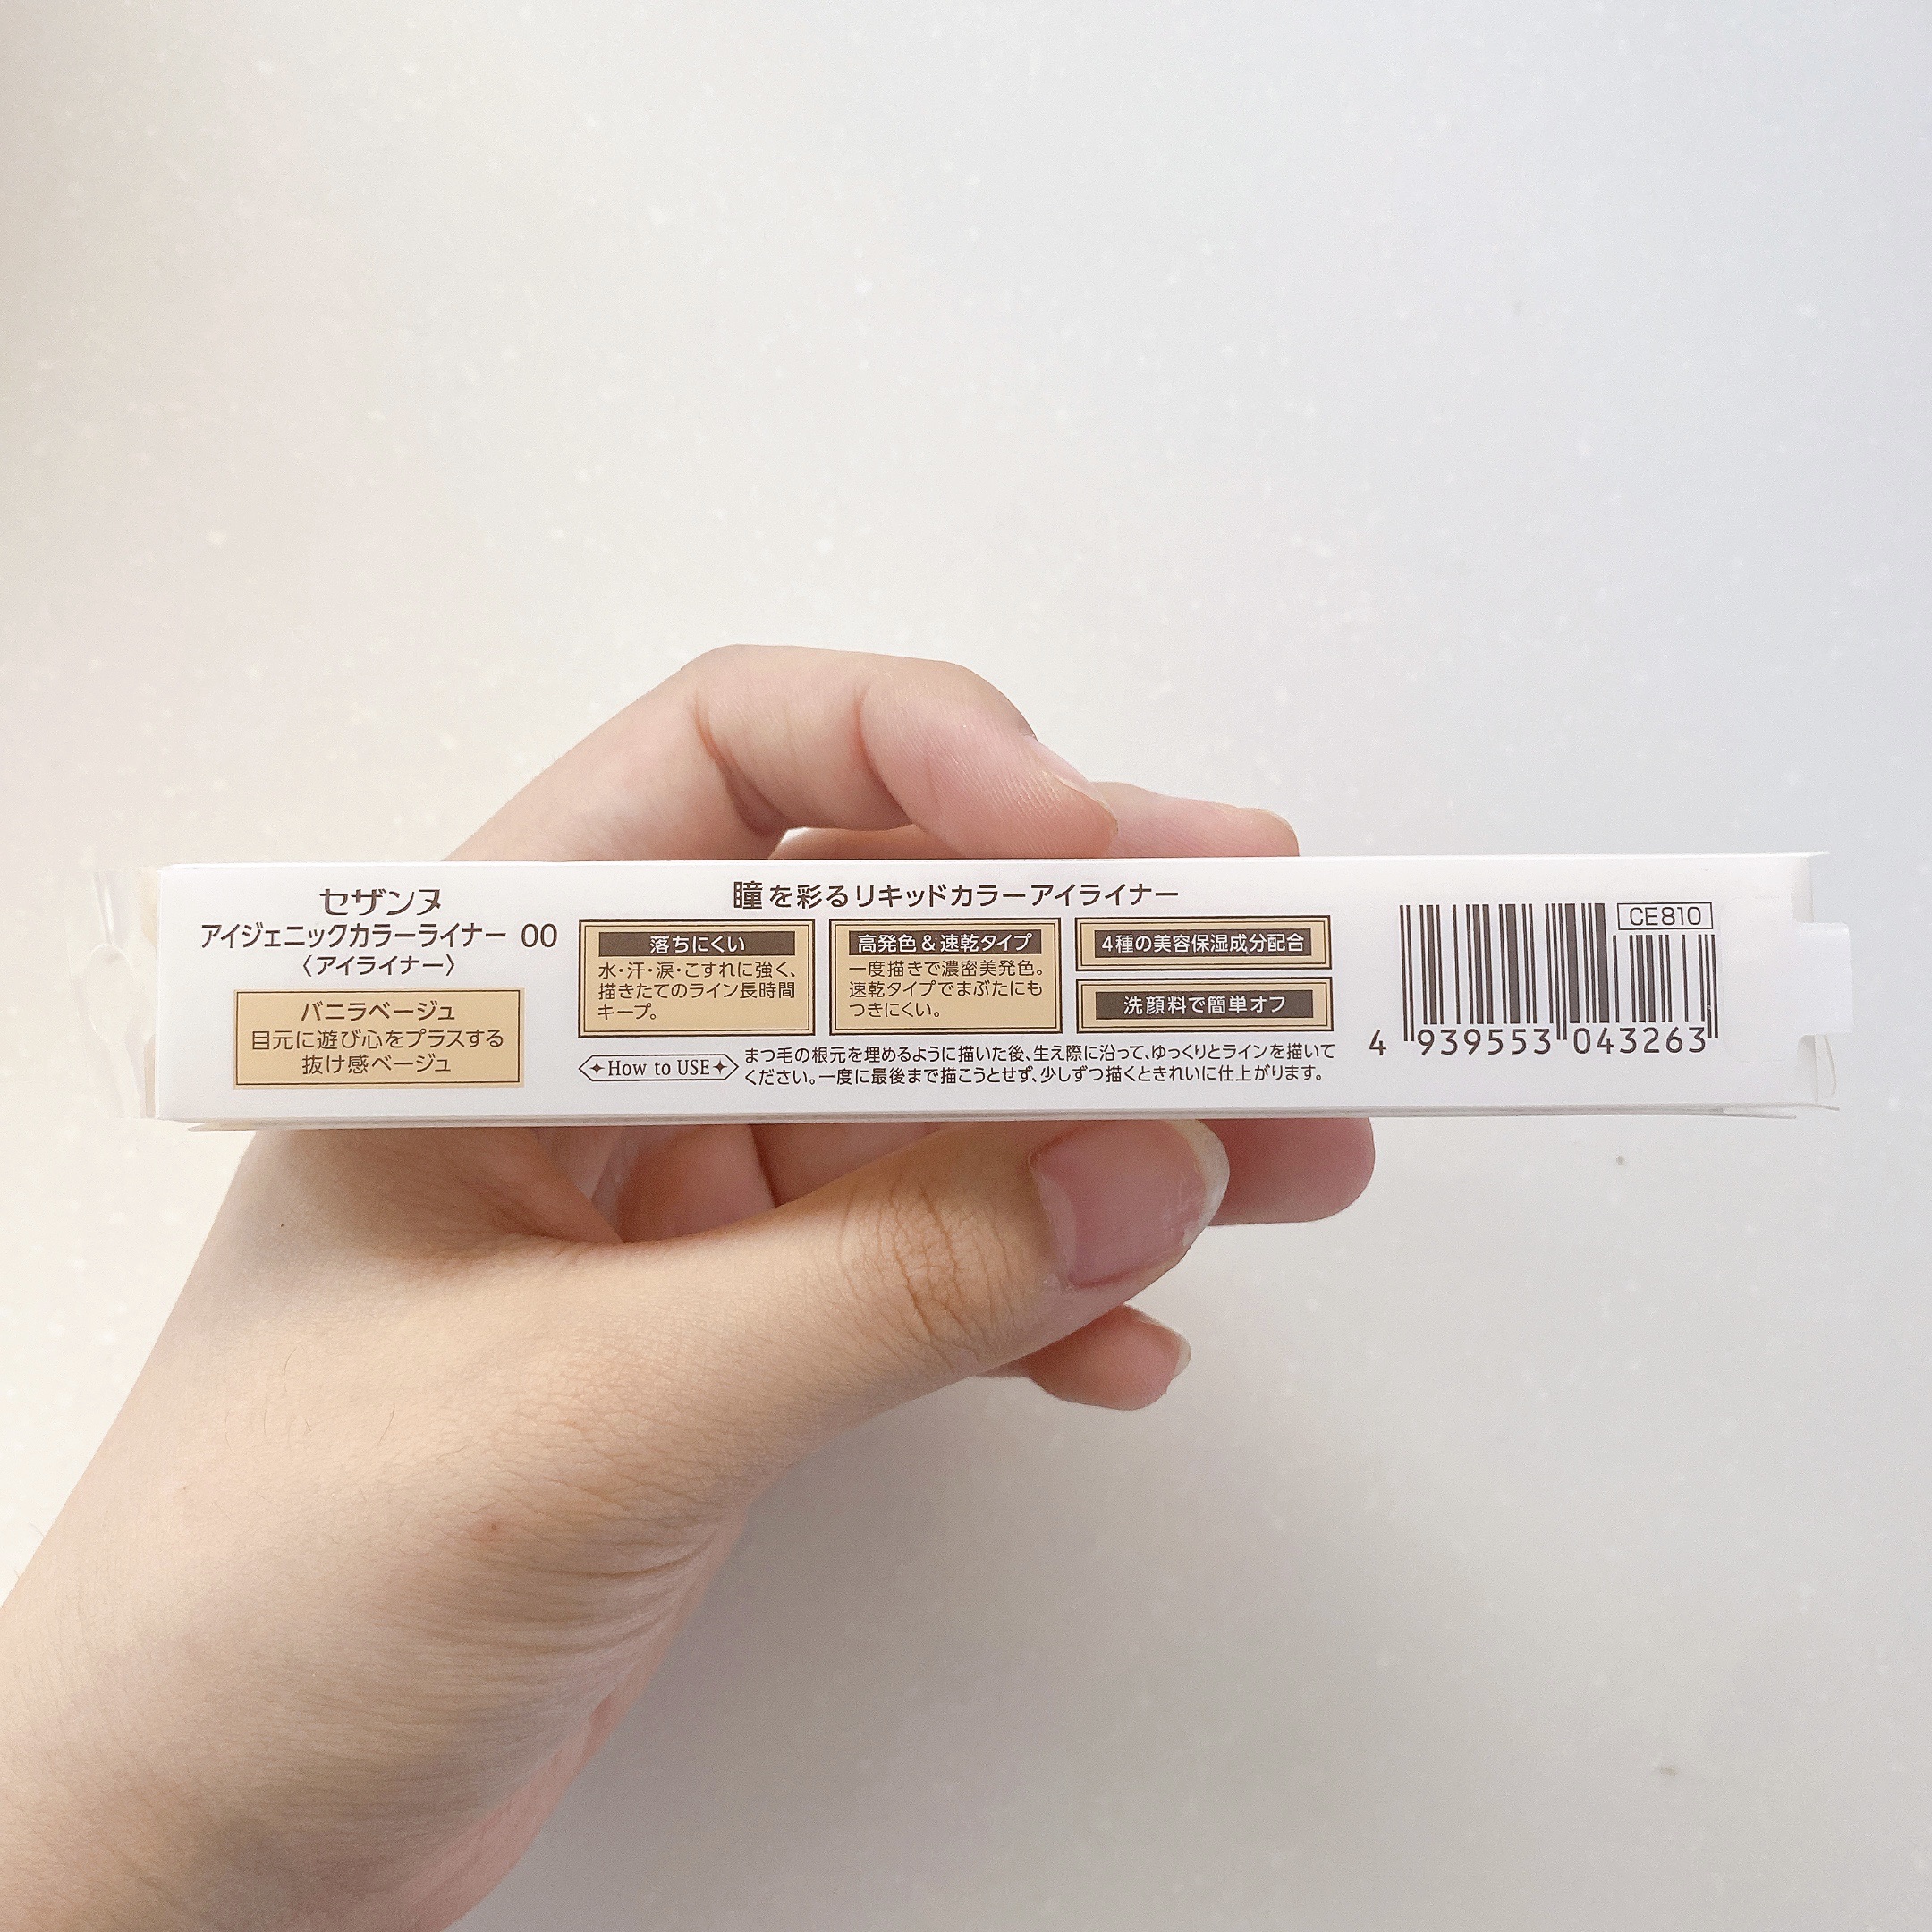 セザンヌ
アイジェニックカラーライナー 00
〈アイライナー〉
バニラベージュ
目元に遊び心をプラスする
抜け感ベージュ
瞳を彩るリキッドカラーアイライナー
落ちにくい
水・汗・涙・こすれに強く、
描きたてのライン長時間
キープ。
高発色&速乾タイプ
一度描きで濃密美発色。
速乾タイプでまぶたにも
つきにくい。
4種の美容保湿成分配合
洗顔料で簡単オフ
How to USE
まつ毛の根元を埋めるように描いた後、生え際に沿って、ゆっくりとラインを描いて
ください。一度に最後まで描こうとせず、少しずつ描くときれいに仕上がります。
CE810
4 939553 043263